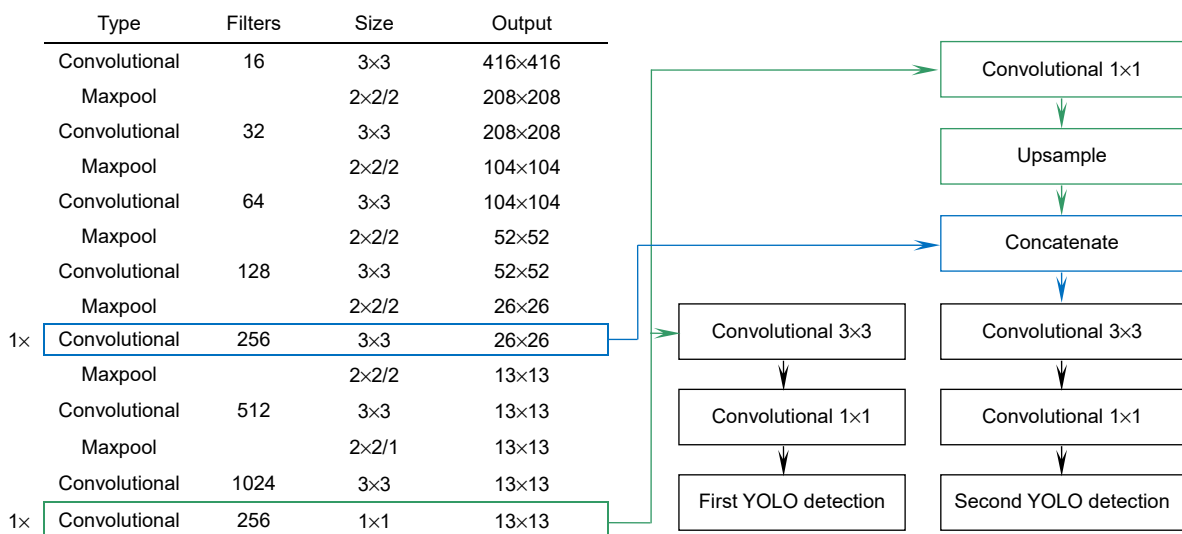 Type Filters Size Output
Convolutional 16 3×3 416×416
Maxpool 2×2/2 208×208
Convolutional 32 3×3 208×208
Maxpool 2×2/2 104×104
Convolutional 64 3×3 104×104
Maxpool 2×2/2 52×52
Convolutional 128 3×3 52×52
Maxpool 2×2/2 26×26
1× Convolutional 256 3×3 26×26
Maxpool 2×2/2 13×13
Convolutional 512 3×3 13×13
Maxpool 2×2/1 13×13
Convolutional 1024 3×3 13×13
1× Convolutional 256 1×1 13×13
Convolutional 3×3
Convolutional 1×1
First YOLO detection
Convolutional 1×1
Upsample
Concatenate
Convolutional 3×3
Convolutional 1×1
Second YOLO detection